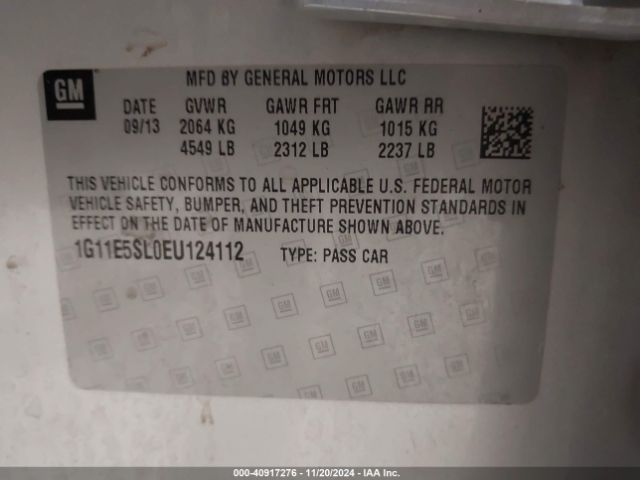 GM
MFD BY GENERAL MOTORS LLC
DATE GVWR GAWR FRT GAWR RR
09/13 2064 KG 1049 KG 1015 KG
4549 LB 2312 LB 2237 LB
THIS VEHICLE CONFORMS TO ALL APPLICABLE U.S. FEDERAL MOTOR
VEHICLE SAFETY, BUMPER, AND THEFT PREVENTION STANDARDS IN
EFFECT ON THE DATE OF MANUFACTURE SHOWN ABOVE.
1G11E5SL0EU124112 TYPE: PASS CAR
000-40917276 - 11/20/2024 - IAA Inc.